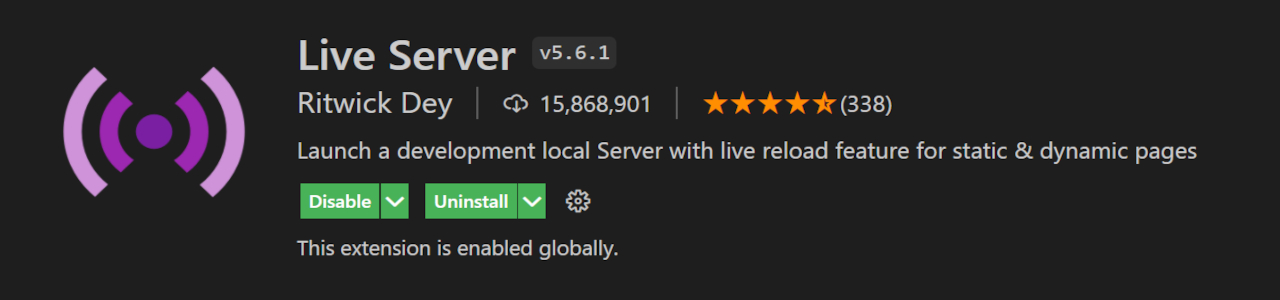 Live Server v5.6.1
Ritwick Dey 15,868,901 (338)
Launch a development local Server with live reload feature for static & dynamic pages
Disable Uninstall
This extension is enabled globally.